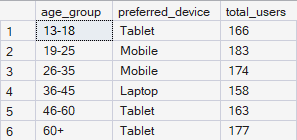 age_group preferred_device total_users
1 13-18 Tablet 166
2 19-25 Mobile 183
3 26-35 Mobile 174
4 36-45 Laptop 158
5 46-60 Tablet 163
6 60+ Tablet 177